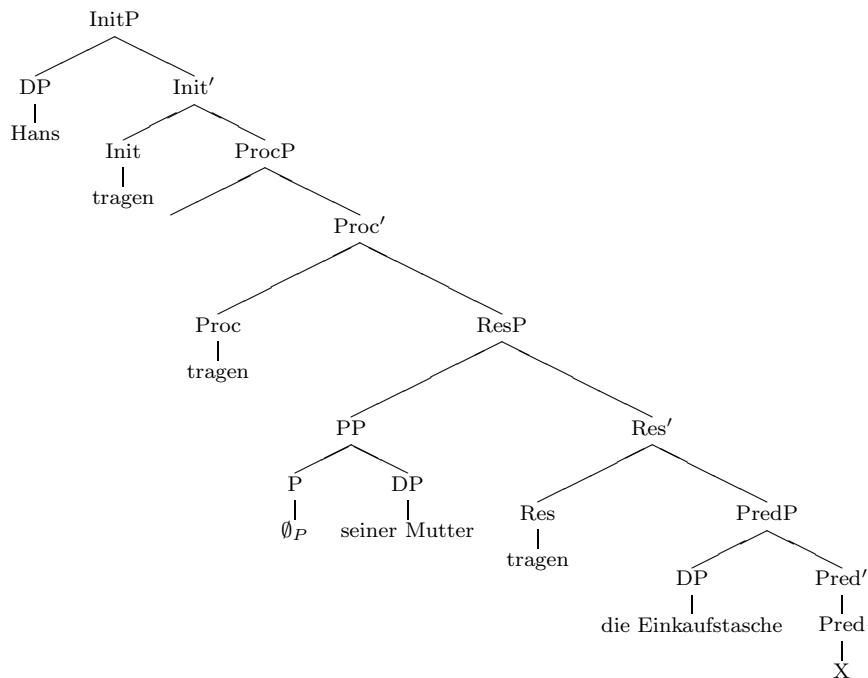 InitP
DP Init′
Hans Init ProcP
tragen
Proc′
Proc ResP
tragen
PP Res′
P DP Res PredP
∅P seiner Mutter tragen
DP Pred′
die Einkaufstasche Pred
X